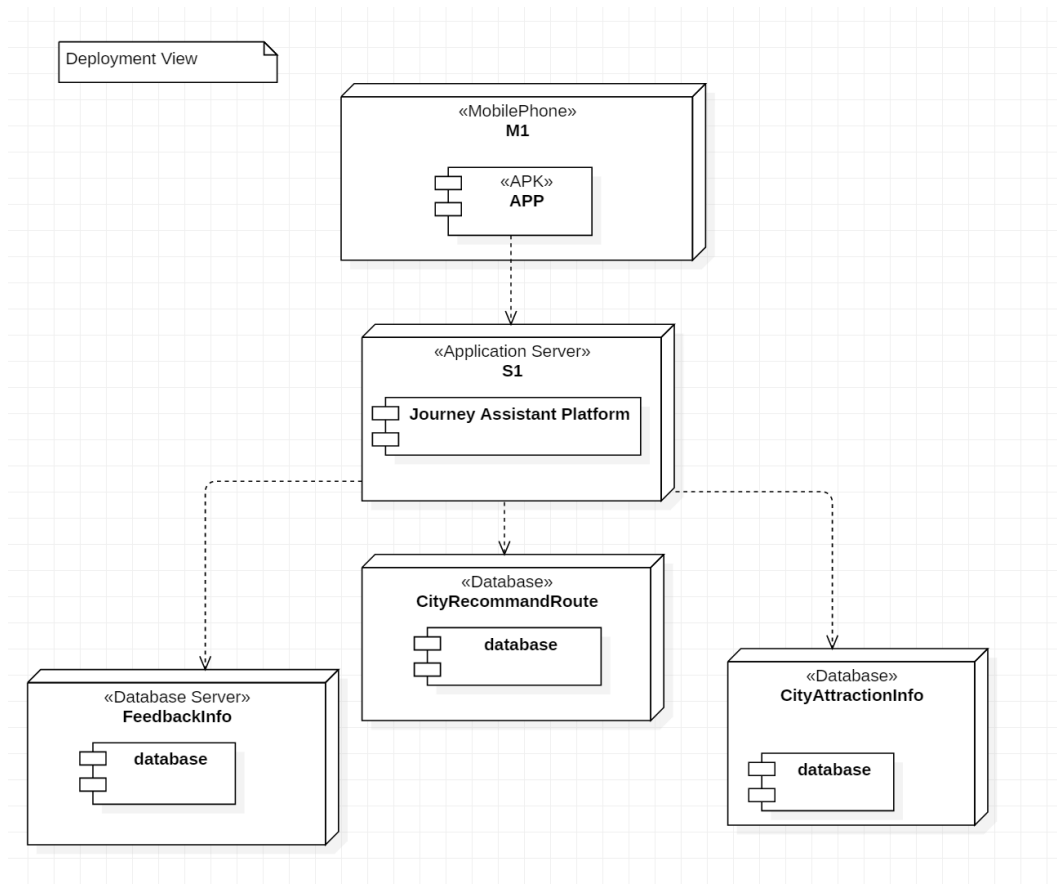 Deployment View
«MobilePhone»
M1
«APK»
APP
«Application Server»
S1
Journey Assistant Platform
«Database»
CityRecommandRoute
database
«Database Server»
FeedbackInfo
database
«Database»
CityAttractionInfo
database